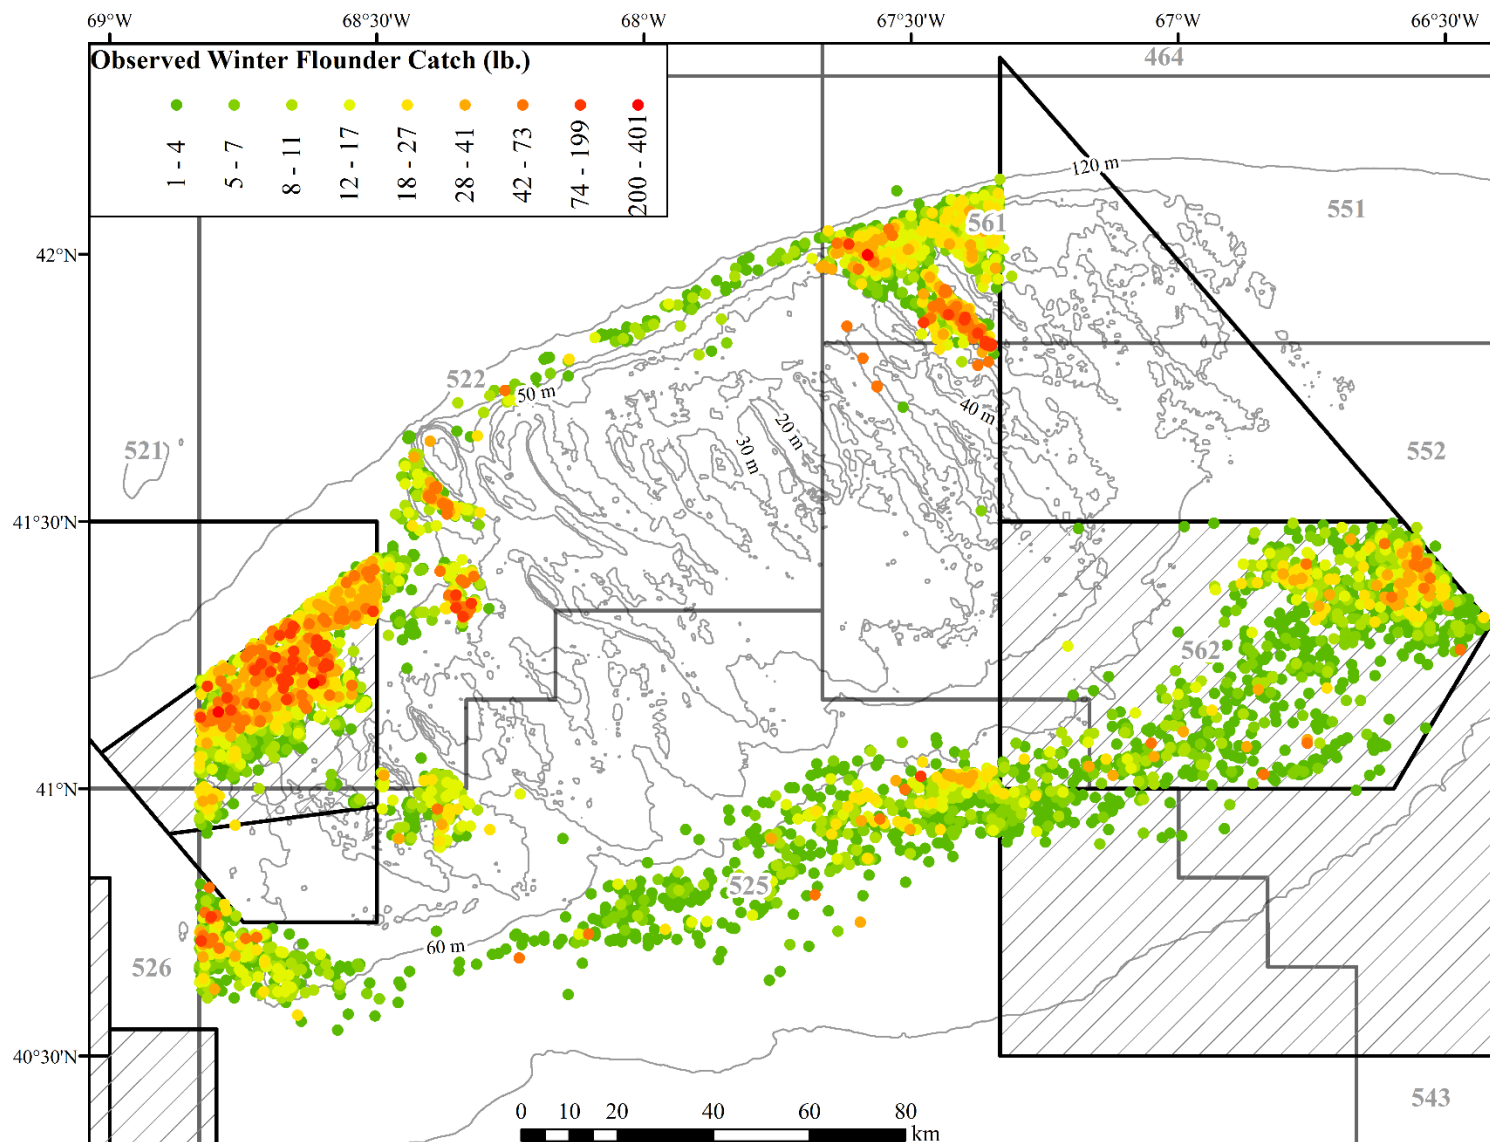 69°W 68°30'W 68°W 67°30'W 67°W 66°30'W
Observed Winter Flounder Catch (lb.)
1 - 4
5 - 7
8 - 11
12 - 17
18 - 27
28 - 41
42 - 73
74 - 199
200 - 401
464
120 m
551
561
42°N
522
50 m
40 m
20 m
30 m
521
552
41°30'N
562
41°N
525
60 m
526
40°30'N
543
0 10 20 40 60 80
km